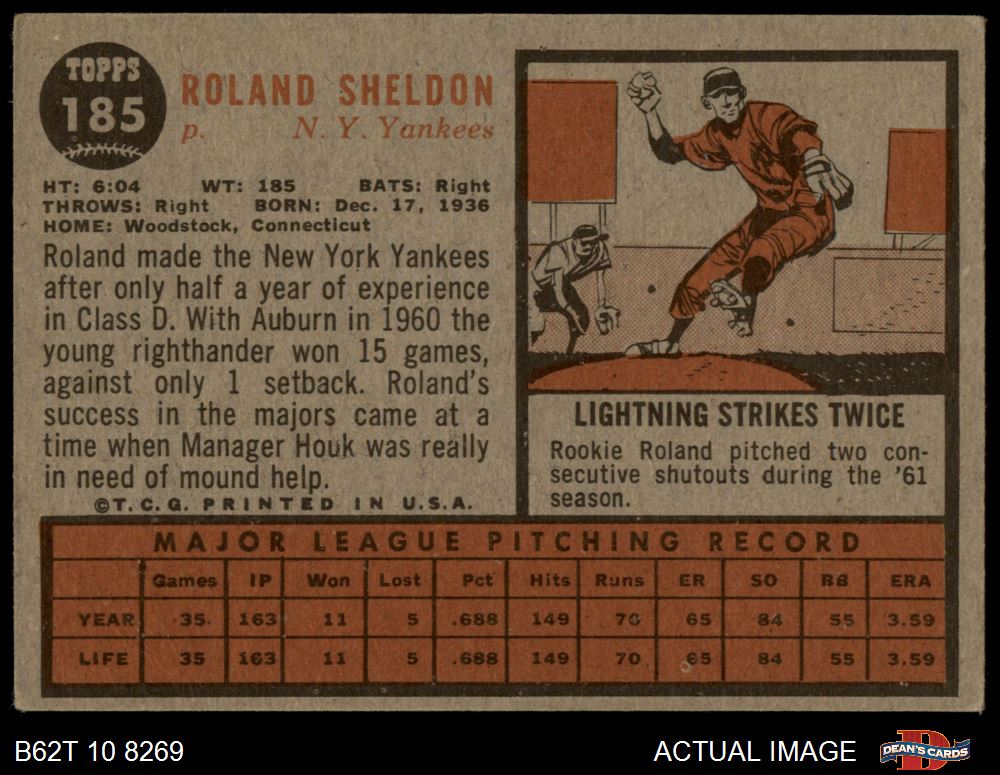 TOPPS
185
ROLAND SHELDON
p. N. Y. Yankees
HT: 6:04 WT: 185 BATS: Right
THROWS: Right BORN: Dec. 17, 1936
HOME: Woodstock, Connecticut
Roland made the New York Yankees
after only half a year of experience
in Class D. With Auburn in 1960 the
young righthander won 15 games,
against only 1 setback. Roland's
success in the majors came at a
time when Manager Houk was really
in need of mound help.
©T. C. G. PRINTED IN U.S.A.
LIGHTNING STRIKES TWICE
Rookie Roland pitched two con-
secutive shutouts during the '61
season.
MAJOR LEAGUE PITCHING RECORD
Games IP Won Lost Pct Hits Runs ER SO BB ERA
YEAR 35 163 11 5 .688 149 70 65 84 55 3.59
LIFE 35 163 11 5 .688 149 70 65 84 55 3.59
B62T 10 8269
ACTUAL IMAGE
D
DEAN'S CARDS